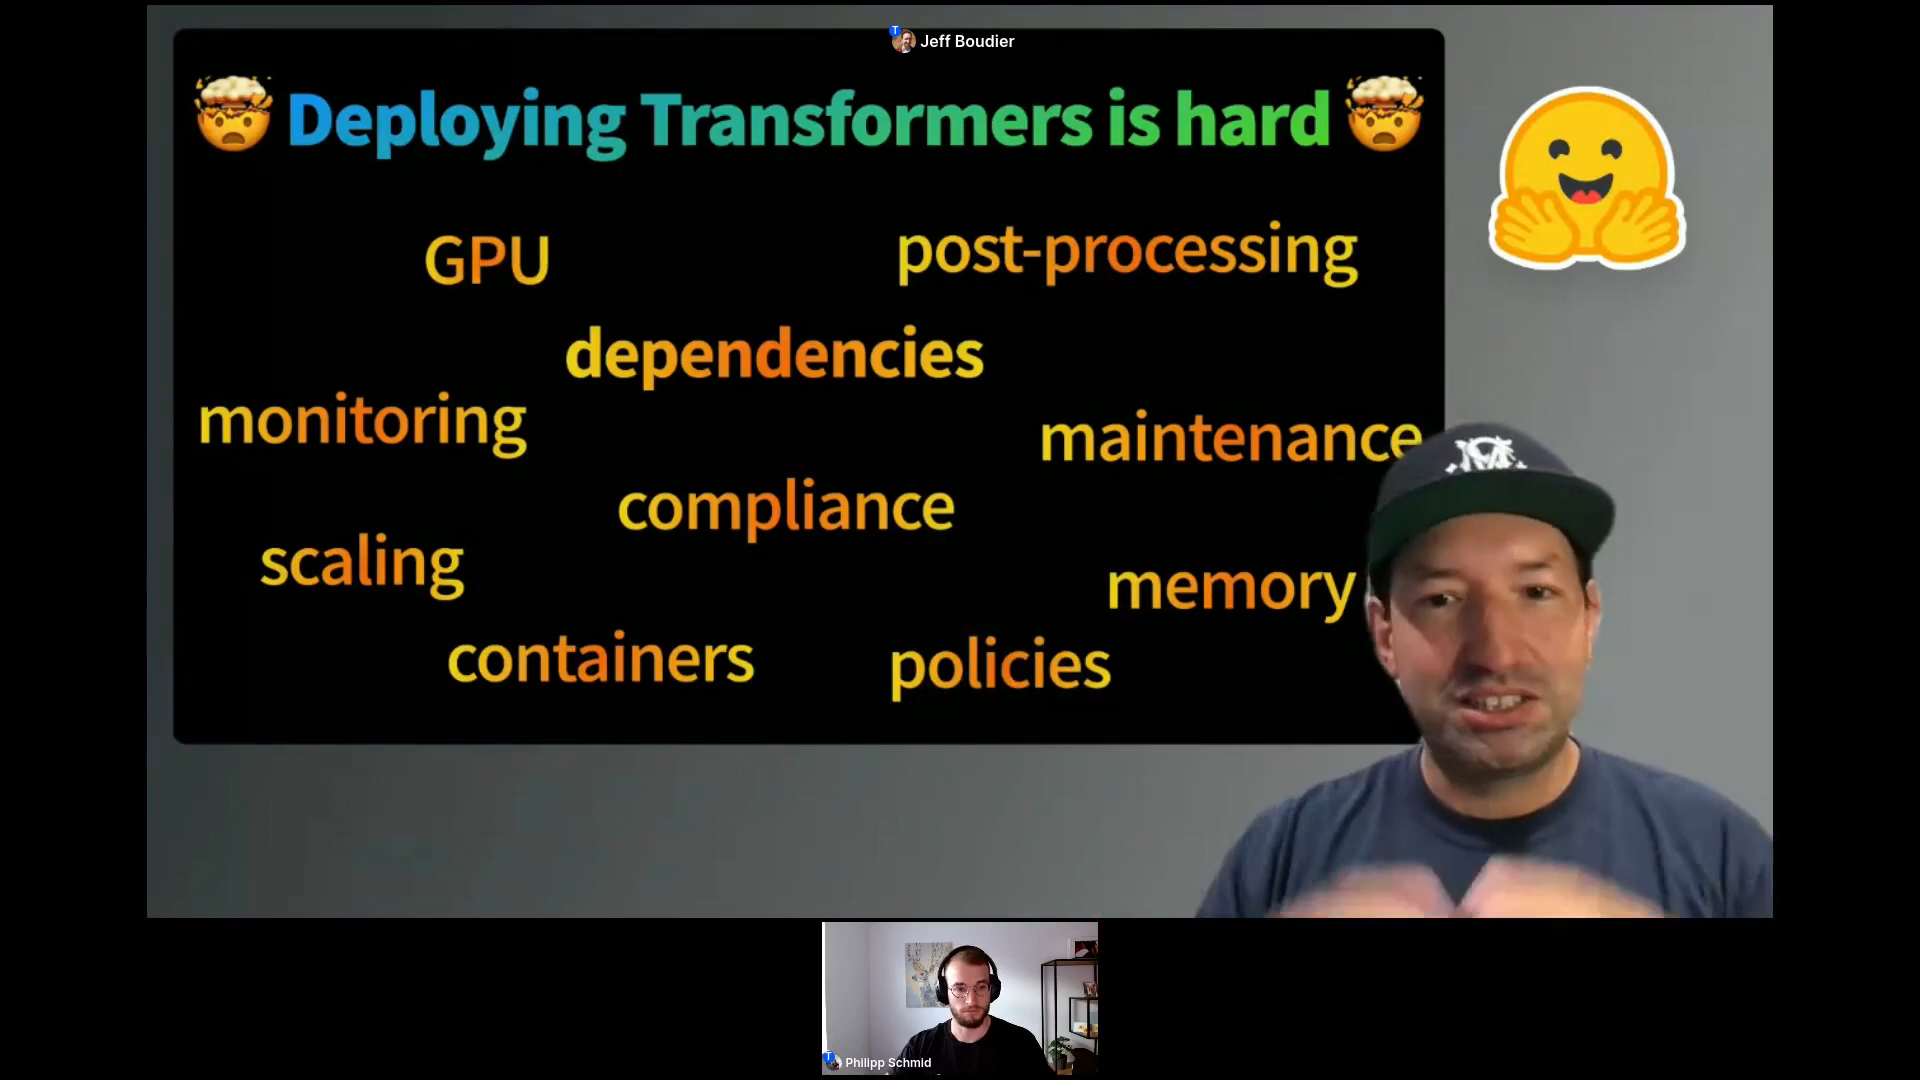 Jeff Boudier
Deploying Transformers is hard
GPU
post-processing
dependencies
monitoring
maintenance
compliance
scaling
memory
containers
policies
Philipp Schmid